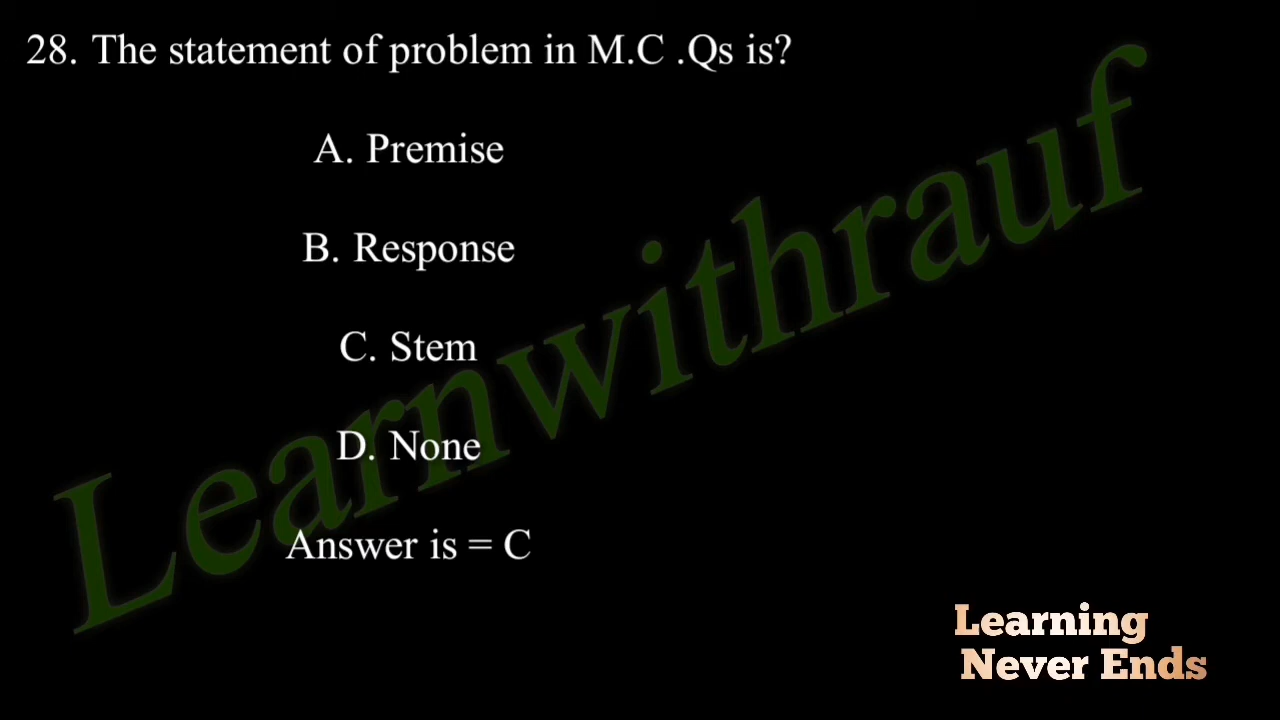 28. The statement of problem in M.C .Qs is?
A. Premise
B. Response
C. Stem
D. None
Answer is = C
Learnwithrauf
Learning
Never Ends